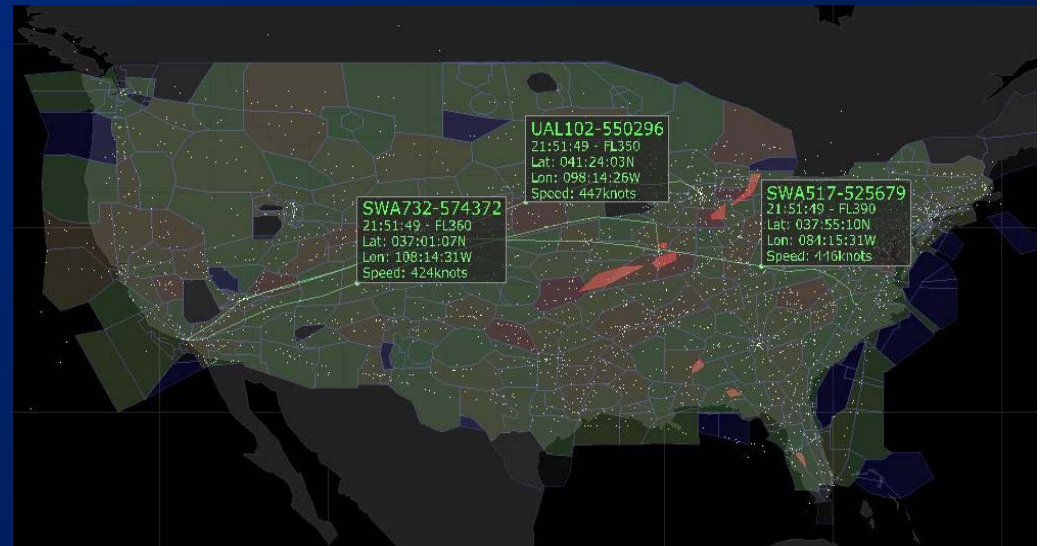 UAL102-550296
21:51:49 - FL350
Lat: 041:24:03N
Lon: 098:14:26W
Speed: 447knots
SWA517-525679
21:51:49 - FL390
Lat: 037:55:10N
Lon: 084:15:31W
Speed: 446knots
SWA732-574372
21:51:49 - FL360
Lat: 037:01:07N
Lon: 108:14:31W
Speed: 424knots